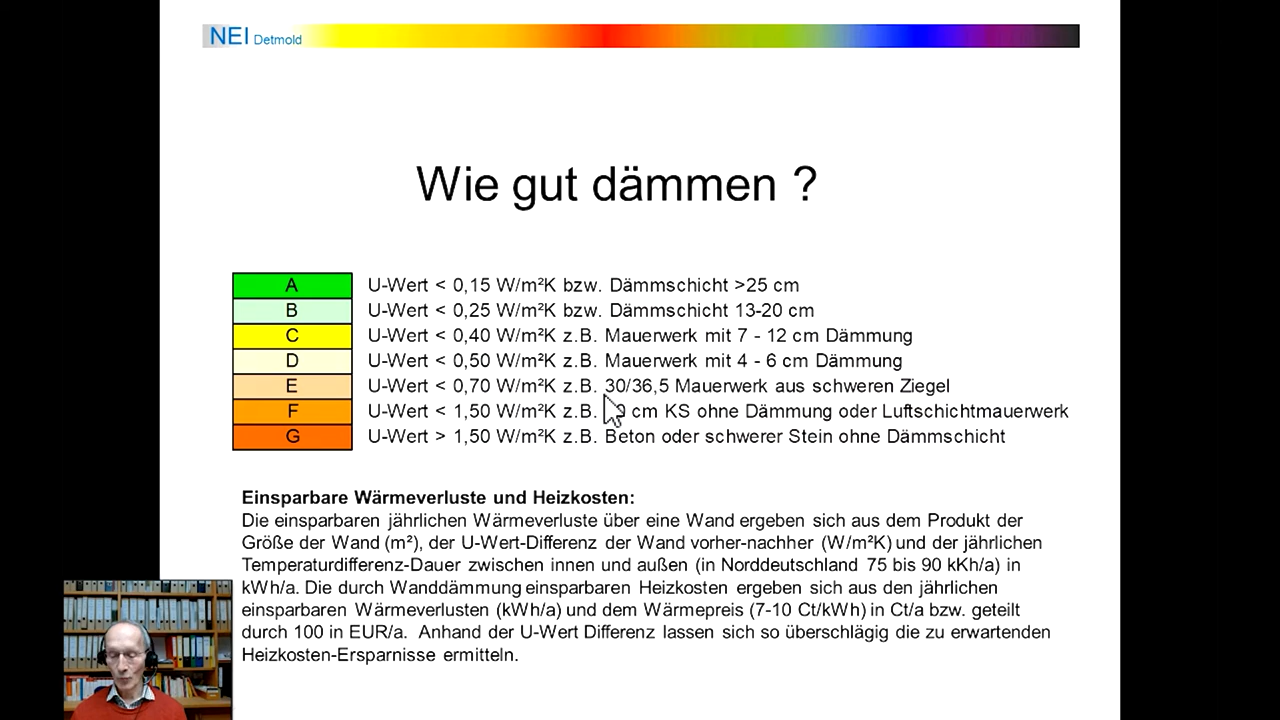 NEI Detmold
Wie gut dämmen ?
A U-Wert < 0,15 W/m²K bzw. Dämmschicht >25 cm
B U-Wert < 0,25 W/m²K bzw. Dämmschicht 13-20 cm
C U-Wert < 0,40 W/m²K z.B. Mauerwerk mit 7 - 12 cm Dämmung
D U-Wert < 0,50 W/m²K z.B. Mauerwerk mit 4 - 6 cm Dämmung
E U-Wert < 0,70 W/m²K z.B. 30/36,5 Mauerwerk aus schweren Ziegel
F U-Wert < 1,50 W/m²K z.B. cm KS ohne Dämmung oder Luftschichtmauerwerk
G U-Wert > 1,50 W/m²K z.B. Beton oder schwerer Stein ohne Dämmschicht
Einsparbare Wärmeverluste und Heizkosten:
Die einsparbaren jährlichen Wärmeverluste über eine Wand ergeben sich aus dem Produkt der
Größe der Wand (m²), der U-Wert-Differenz der Wand vorher-nachher (W/m²K) und der jährlichen
Temperaturdifferenz-Dauer zwischen innen und außen (in Norddeutschland 75 bis 90 kKh/a) in
kWh/a. Die durch Wanddämmung einsparbaren Heizkosten ergeben sich aus den jährlichen
einsparbaren Wärmeverlusten (kWh/a) und dem Wärmepreis (7-10 Ct/kWh) in Ct/a bzw. geteilt
durch 100 in EUR/a. Anhand der U-Wert Differenz lassen sich so überschlägig die zu erwartenden
Heizkosten-Ersparnisse ermitteln.